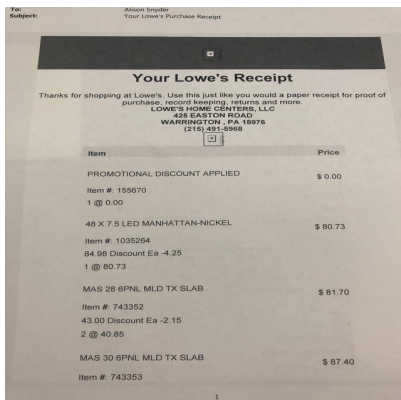 To: Alison Snyder
Subject: Your Lowe's Purchase Receipt
Your Lowe's Receipt
Thanks for shopping at Lowe's. Use this just like you would a paper receipt for proof of
purchase, record keeping, returns and more.
LOWE'S HOME CENTERS, LLC
425 EASTON ROAD
WARRINGTON , PA 18976
(215) 491-5968
Item Price
PROMOTIONAL DISCOUNT APPLIED $ 0.00
Item #: 155670
1 @ 0.00
48 X 7.5 LED MANHATTAN-NICKEL $ 80.73
Item #: 1035264
84.98 Discount Ea -4.25
1 @ 80.73
MAS 28 6PNL MLD TX SLAB $ 81.70
Item #: 743352
43.00 Discount Ea -2.15
2 @ 40.85
MAS 30 6PNL MLD TX SLAB $ 87.40
Item #: 743353
1